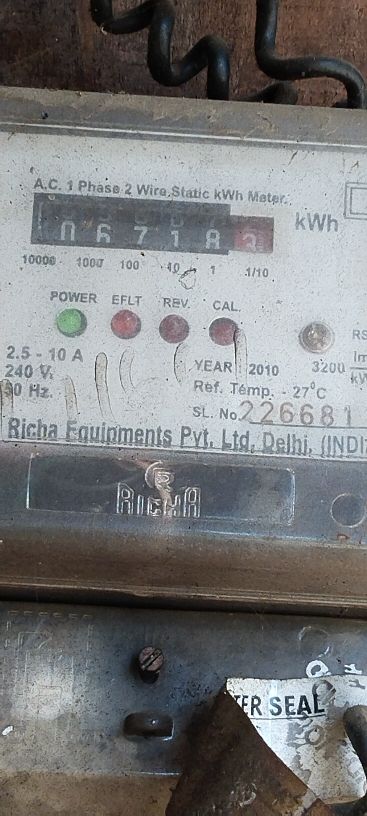 A.C. 1 Phase 2 Wire Static kWh Meter.
067183 kWh
10000 1000 100 10 1 1/10
POWER EFLT REV. CAL.
2.5 - 10 A
240 V,
YEAR : 2010
3200
Ref. Temp. - 27°C
SL. No. 226681
Richa Equipments Pvt. Ltd. Delhi.
RICHA
SEAL